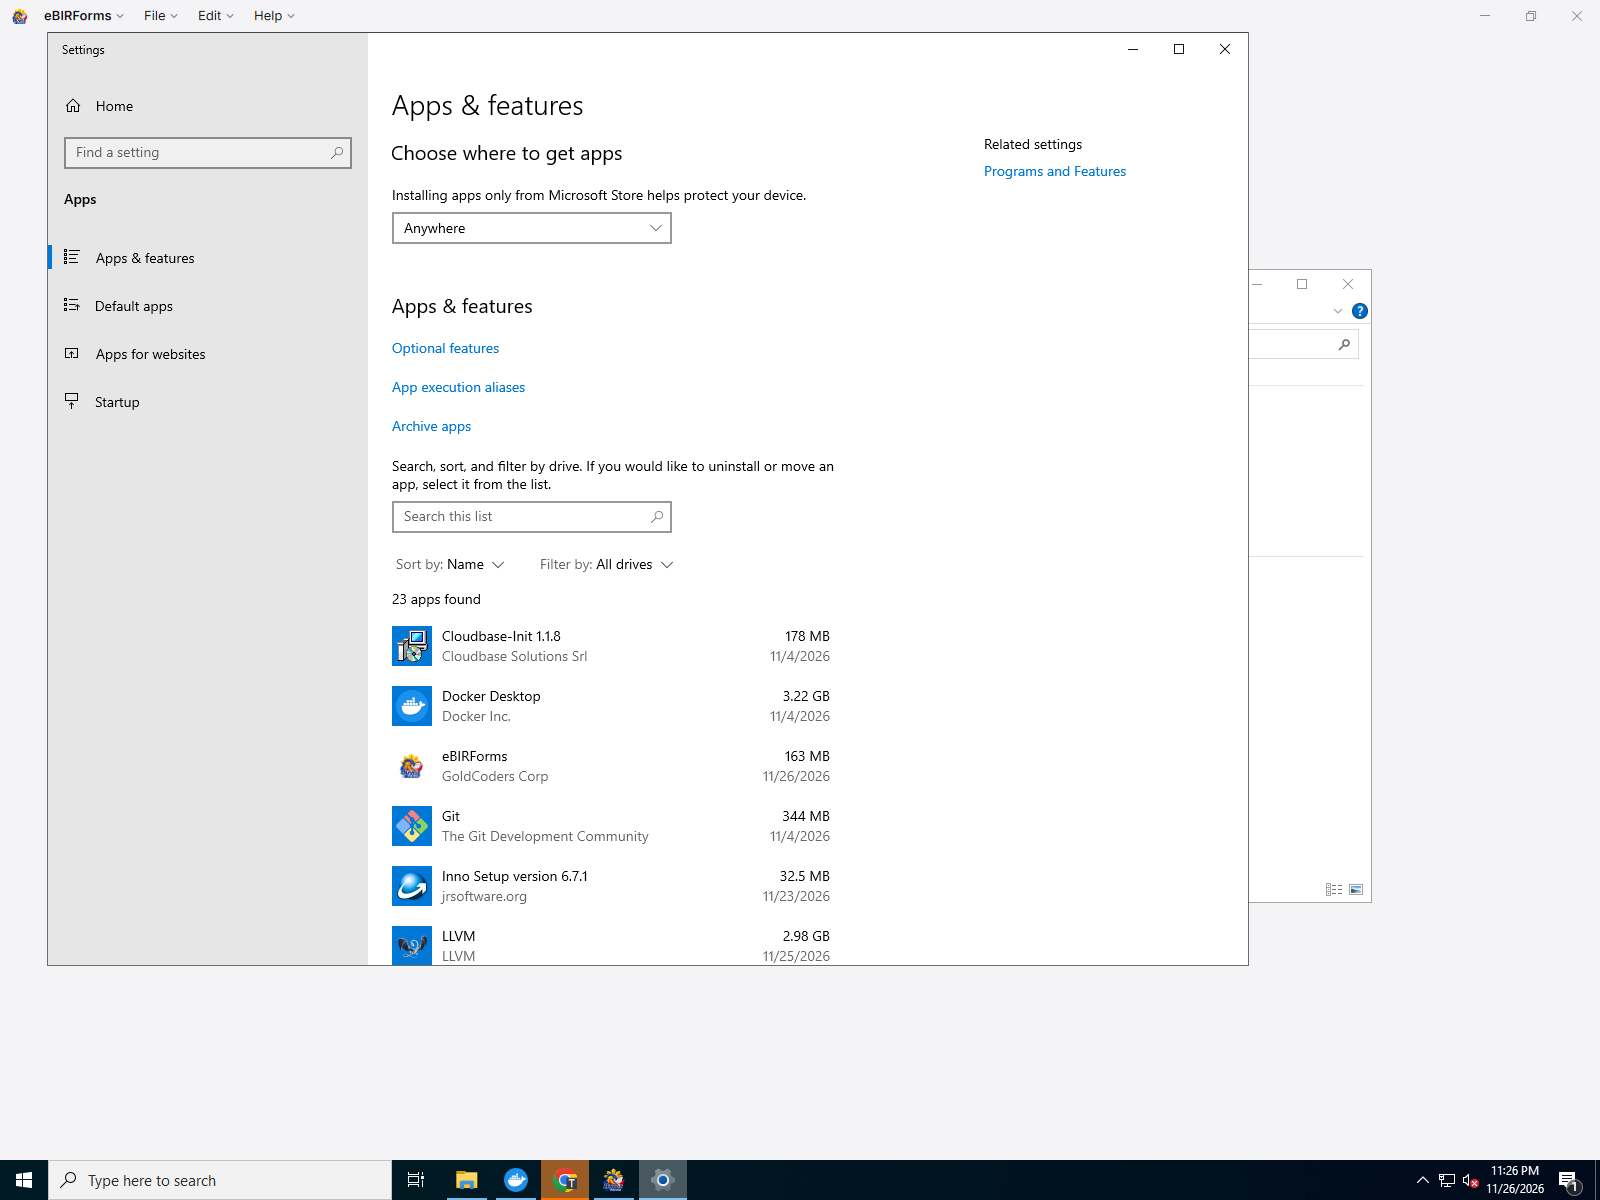 eBIRForms File Edit Help
Settings
Home
Find a setting
Apps
Apps & features
Default apps
Apps for websites
Startup
Apps & features
Choose where to get apps
Installing apps only from Microsoft Store helps protect your device.
Anywhere
Related settings
Programs and Features
Apps & features
Optional features
App execution aliases
Archive apps
Search, sort, and filter by drive. If you would like to uninstall or move an
app, select it from the list.
Search this list
Sort by: Name Filter by: All drives
23 apps found
Cloudbase-Init 1.1.8 178 MB
Cloudbase Solutions Srl 11/4/2026
Docker Desktop 3.22 GB
Docker Inc. 11/4/2026
eBIRForms 163 MB
GoldCoders Corp 11/26/2026
Git 344 MB
The Git Development Community 11/4/2026
Inno Setup version 6.7.1 32.5 MB
jrsoftware.org 11/23/2026
LLVM 2.98 GB
LLVM 11/25/2026
Type here to search
11:26 PM
11/26/2026
1